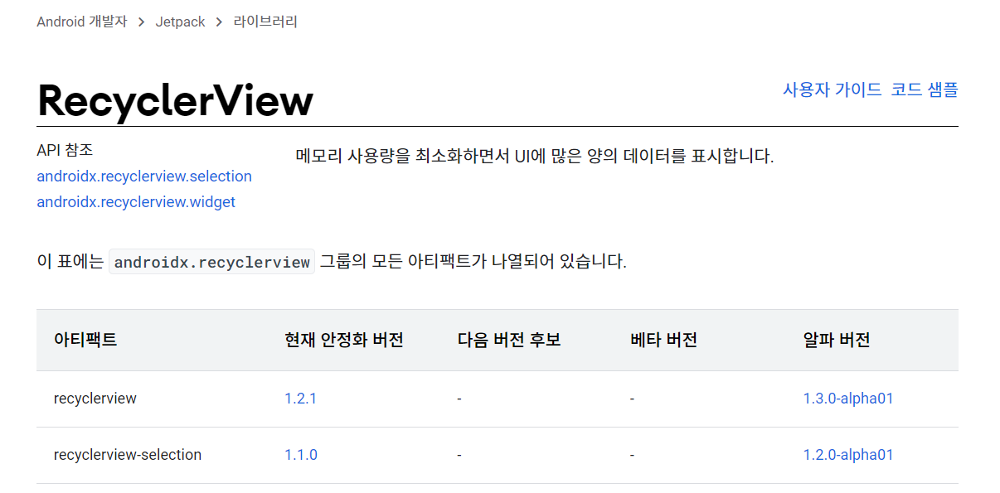 Android 개발자 > Jetpack > 라이브러리
RecyclerView
사용자 가이드 코드 샘플
API 참조
androidx.recyclerview.selection
androidx.recyclerview.widget
메모리 사용량을 최소화하면서 UI에 많은 양의 데이터를 표시합니다.
이 표에는 androidx.recyclerview 그룹의 모든 아티팩트가 나열되어 있습니다.
아티팩트 현재 안정화 버전 다음 버전 후보 베타 버전 알파 버전
recyclerview 1.2.1 - - 1.3.0-alpha01
recyclerview-selection 1.1.0 - - 1.2.0-alpha01